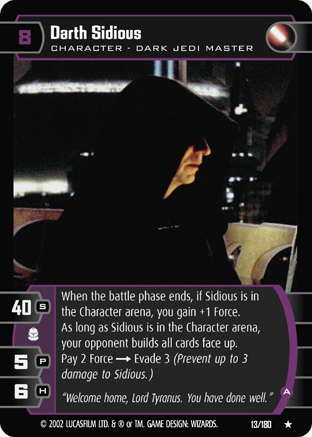 8 Darth Sidious
CHARACTER - DARK JEDI MASTER
40 S
5 P
6 H
When the battle phase ends, if Sidious is in
the Character arena, you gain +1 Force.
As long as Sidious is in the Character arena,
your opponent builds all cards face up.
Pay 2 Force → Evade 3 (Prevent up to 3
damage to Sidious.)
“Welcome home, Lord Tyranus. You have done well.”
A
© 2002 LUCASFILM LTD. & ® or TM. GAME DESIGN: WIZARDS. 13/180 ★